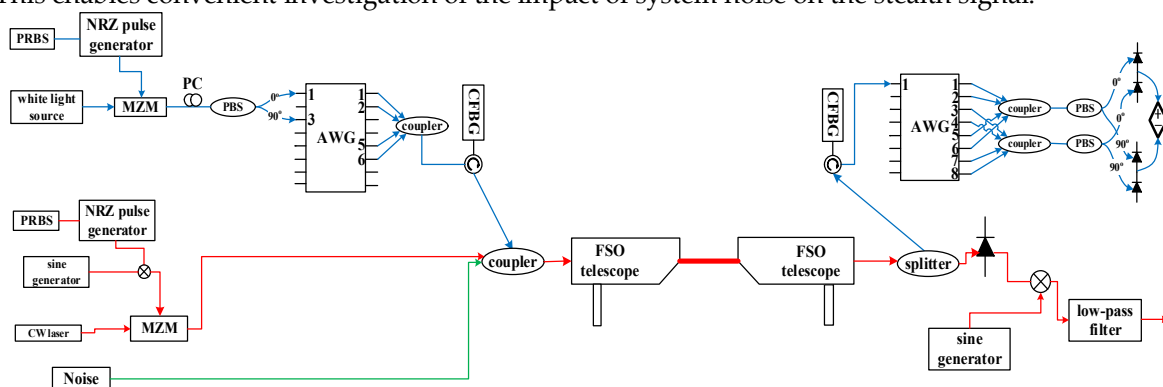 This enables convenient investigation of the impact of system noise on the stealth signal.
PRBS
NRZ pulse
generator
white light
source
MZM
PC
PBS
0°
90°
1
3
AWG
1
2
5
6
coupler
CFBG
PRBS
NRZ pulse
generator
sine
generator
CW laser
MZM
Noise
coupler
FSO
telescope
FSO
telescope
splitter
CFBG
1
AWG
1
2
3
4
5
6
7
8
coupler
coupler
PBS
PBS
0°
0°
90°
90°
+
−
sine
generator
low-pass
filter